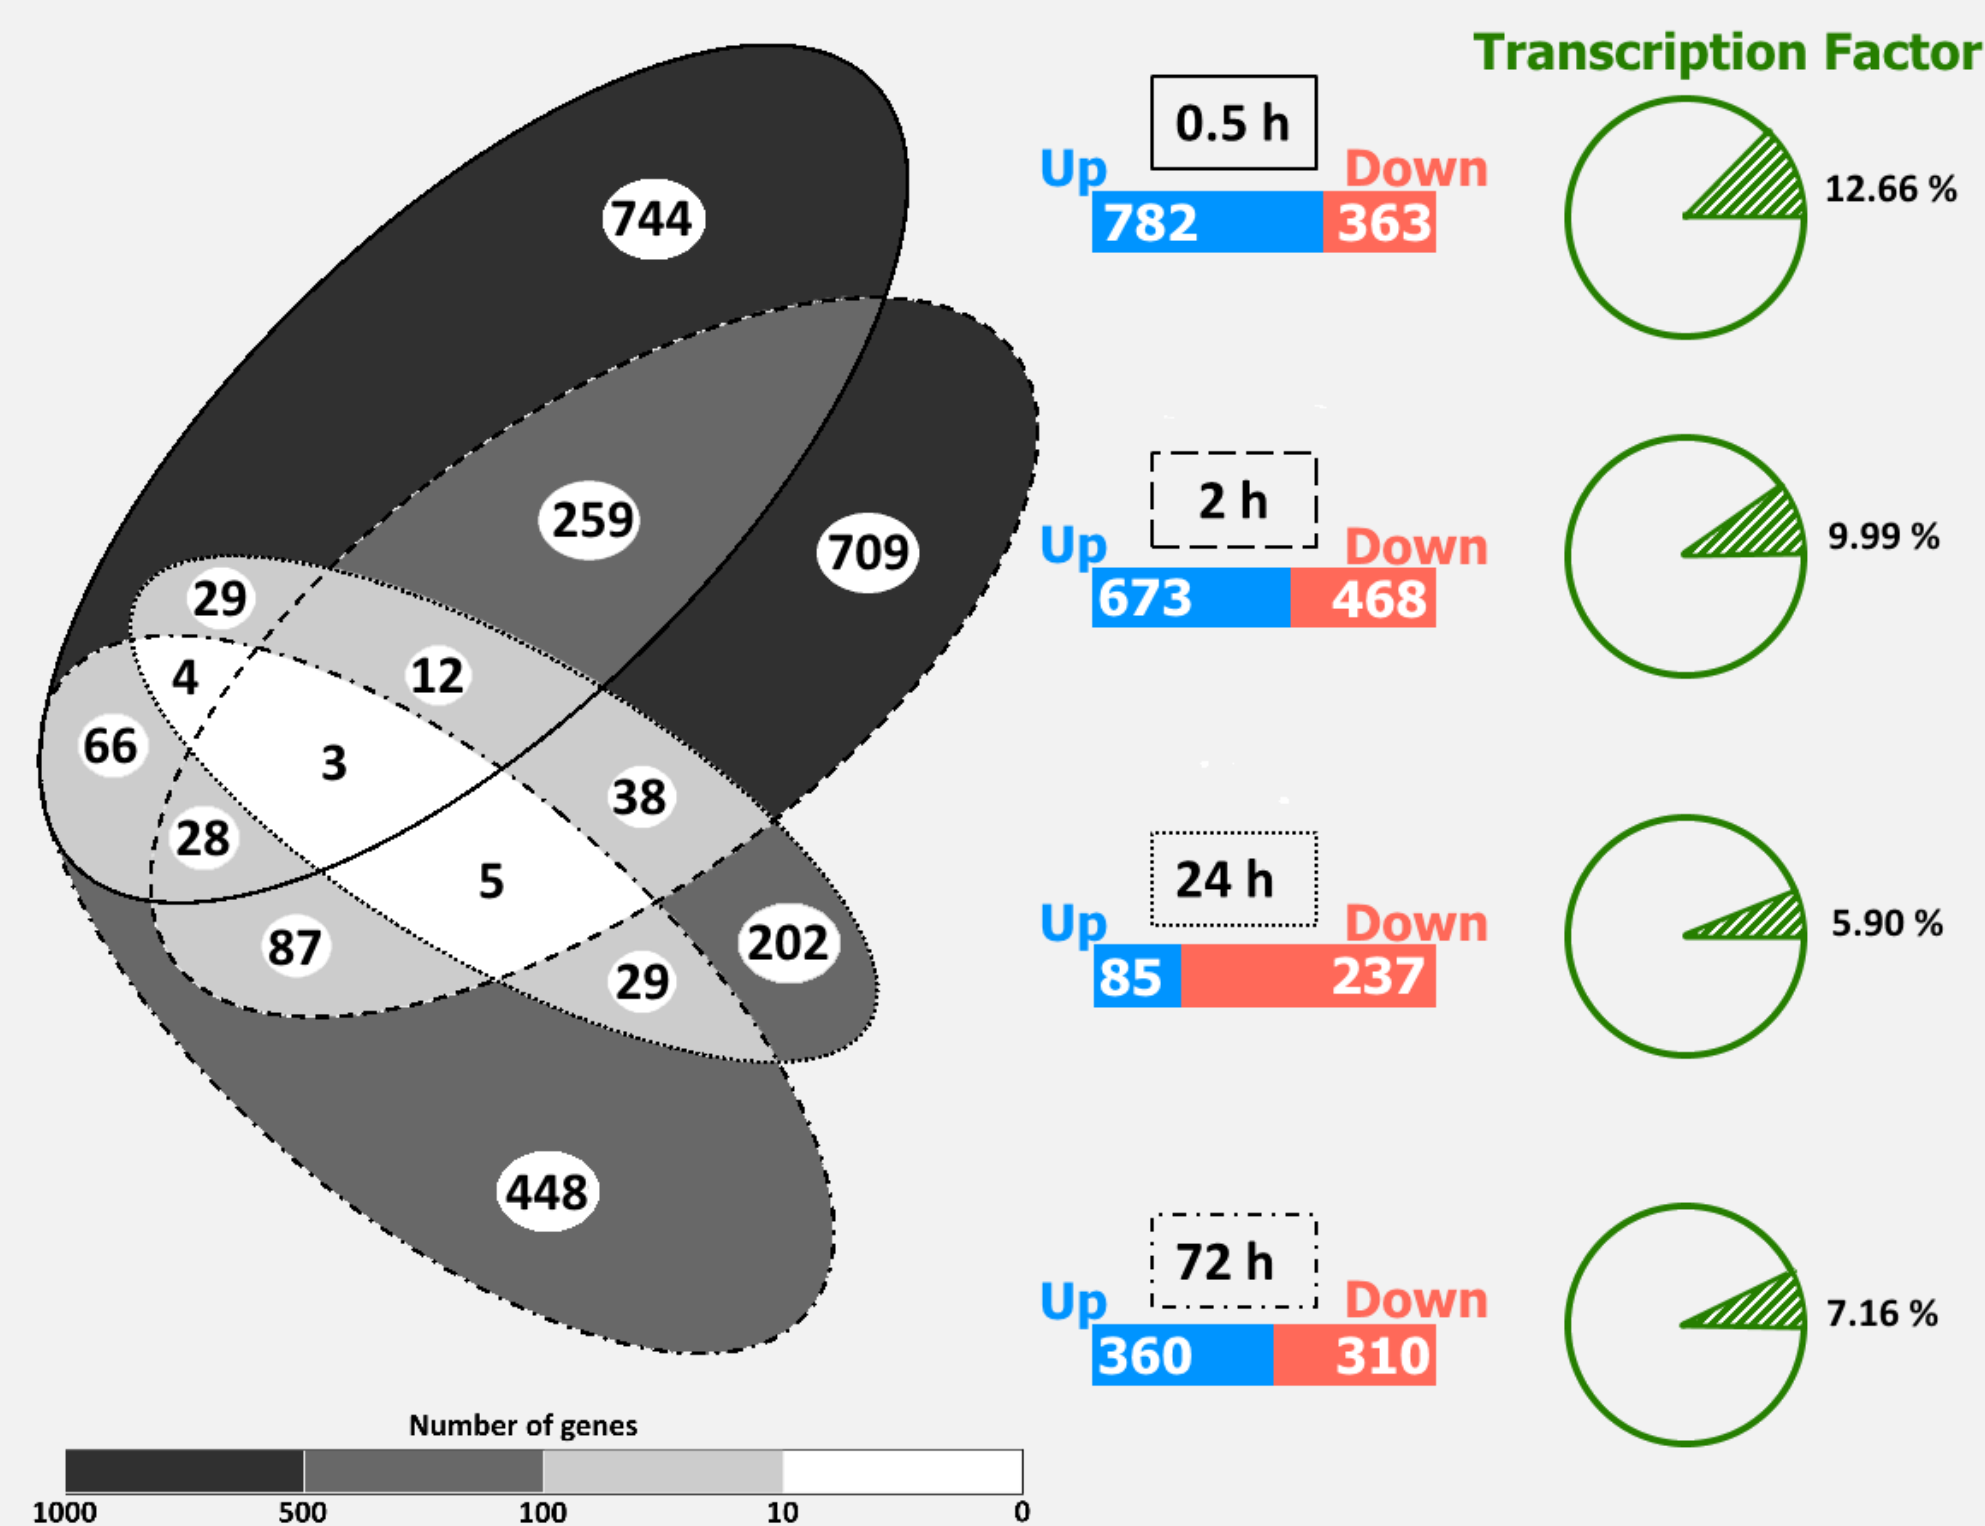 Transcription Factor
0.5 h
Up
Down
782
363
12.66 %
744
259
709
2 h
Up
Down
673
468
9.99 %
29
12
4
66
3
38
28
5
87
29
202
24 h
Up
Down
85
237
5.90 %
448
72 h
Up
Down
360
310
7.16 %
Number of genes
1000 500 100 10 0